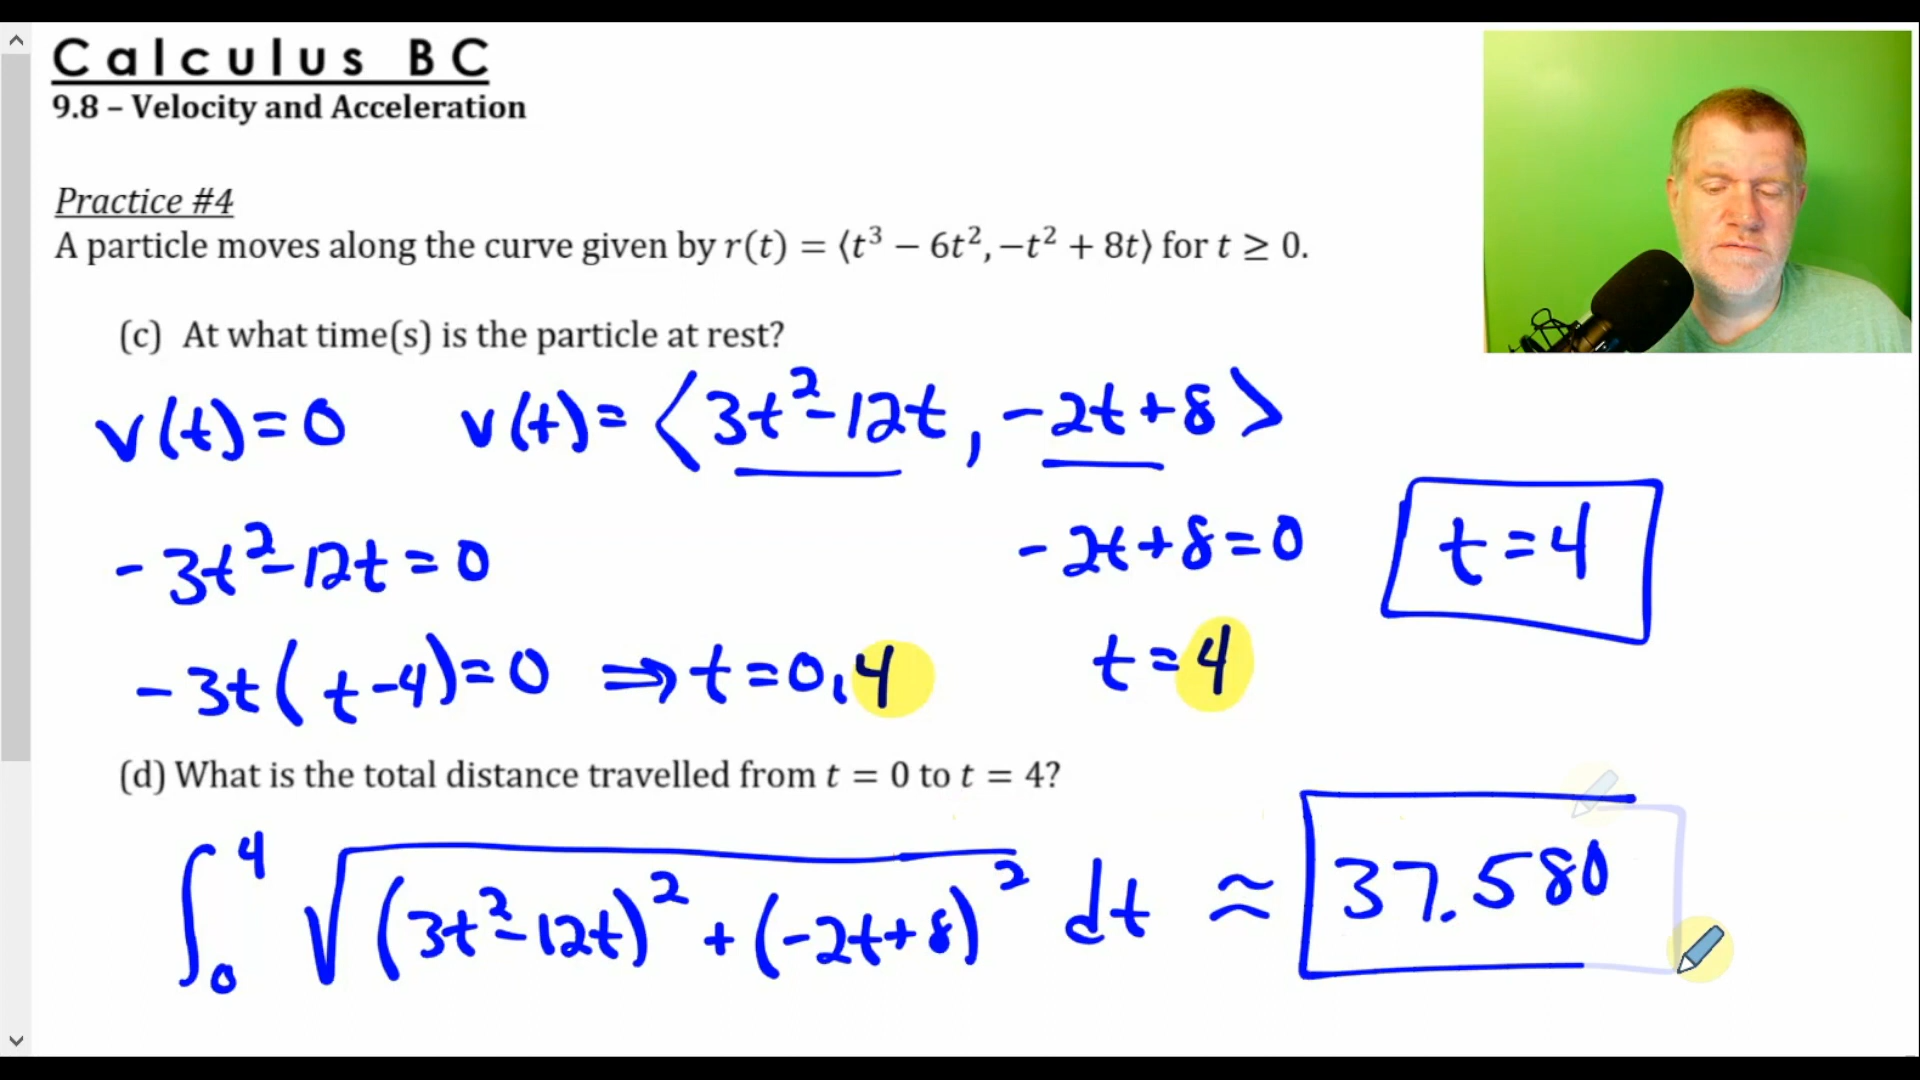 Calculus BC
9.8 – Velocity and Acceleration
Practice #4
A particle moves along the curve given by r(t) = ⟨t³ − 6t², −t² + 8t⟩ for t ≥ 0.
(c) At what time(s) is the particle at rest?
v(t)=0 v(t)= ⟨3t²-12t, -2t+8⟩
-3t²-12t=0 -2t+8=0 t=4
-3t(t-4)=0 ⇒ t=0,4 t=4
(d) What is the total distance travelled from t = 0 to t = 4?
∫₀⁴ √((3t²-12t)² + (-2t+8)²) dt ≈ 37.580